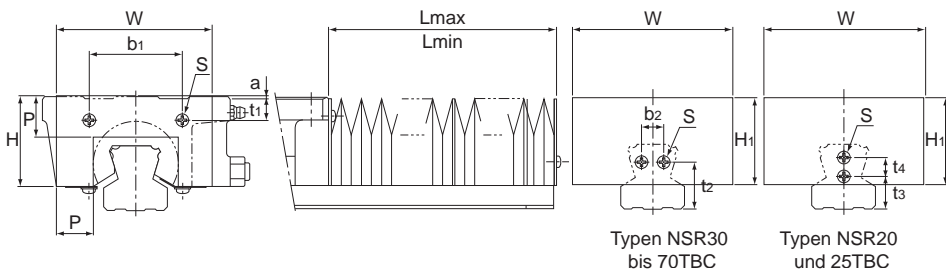 W
b1
S
a
t1
P
H
P
Lmax
Lmin
W
b2
S
H1
t2
Typen NSR30
bis 70TBC
W
S
H1
t4
t3
Typen NSR20
und 25TBC